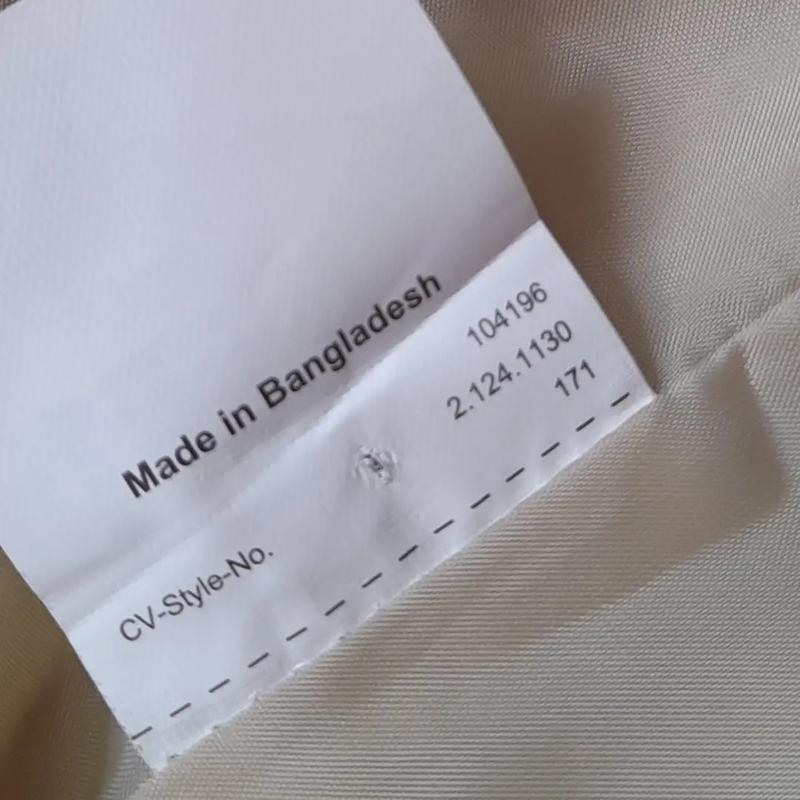 Made in Bangladesh
104196
2.124.1130
171
CV-Style-No.